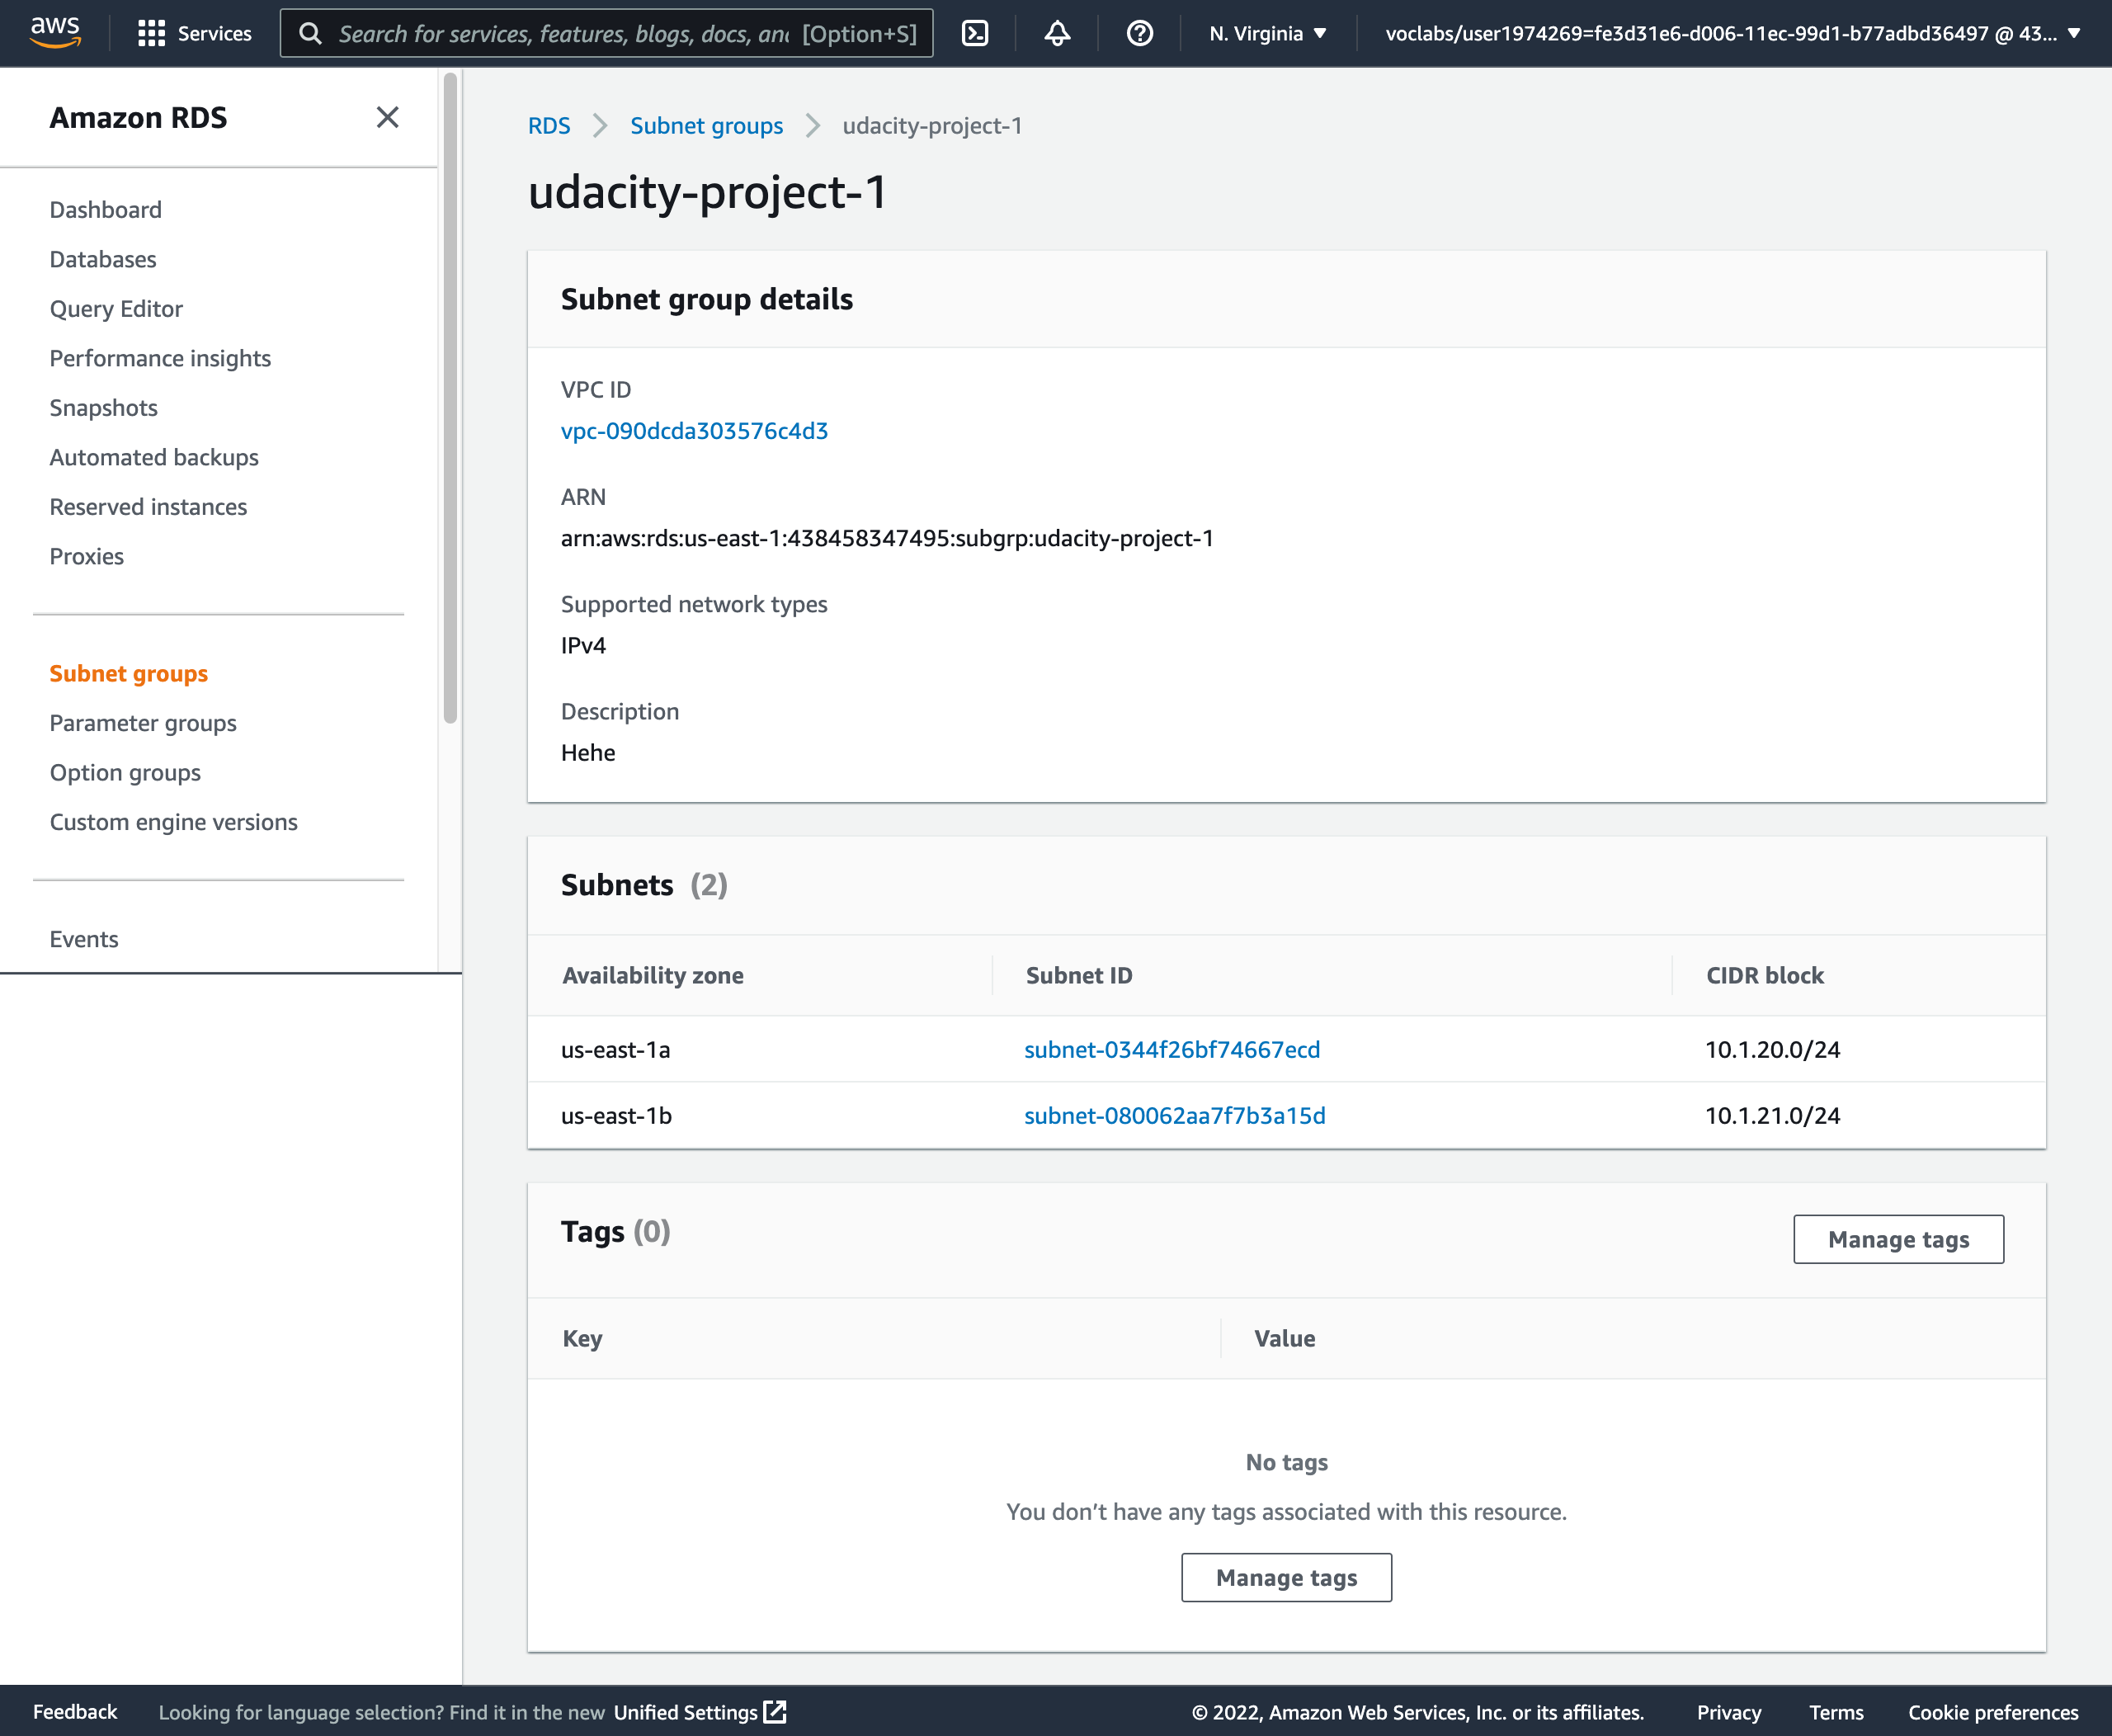 aws
Services
Search for services, features, blogs, docs, and [Option+S]
N. Virginia
voclabs/user1974269=fe3d31e6-d006-11ec-99d1-b77adbd36497 @ 43...
Amazon RDS
Dashboard
Databases
Query Editor
Performance insights
Snapshots
Automated backups
Reserved instances
Proxies
Subnet groups
Parameter groups
Option groups
Custom engine versions
Events
RDS
Subnet groups
udacity-project-1
udacity-project-1
Subnet group details
VPC ID
vpc-090dcda303576c4d3
ARN
arn:aws:rds:us-east-1:438458347495:subgrp:udacity-project-1
Supported network types
IPv4
Description
Hehe
Subnets (2)
Availability zone Subnet ID CIDR block
us-east-1a subnet-0344f26bf74667ecd 10.1.20.0/24
us-east-1b subnet-080062aa7f7b3a15d 10.1.21.0/24
Tags (0)
Manage tags
Key Value
No tags
You don’t have any tags associated with this resource.
Manage tags
Feedback
Looking for language selection? Find it in the new Unified Settings
© 2022, Amazon Web Services, Inc. or its affiliates.
Privacy
Terms
Cookie preferences